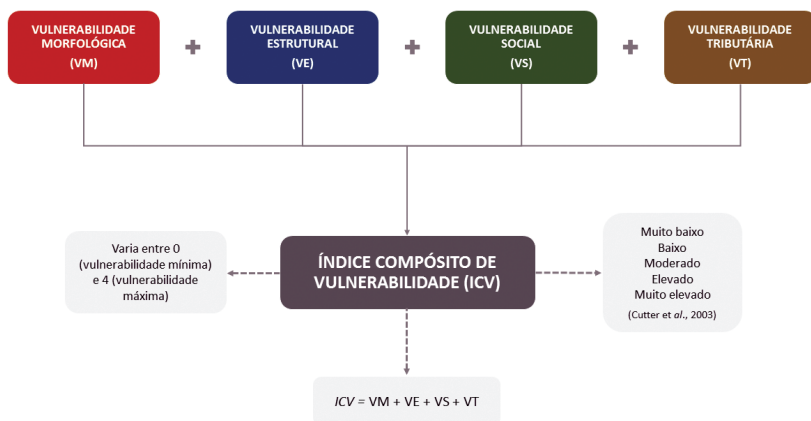 VULNERABILIDADE
MORFOLÓGICA
(VM)
+
VULNERABILIDADE
ESTRUTURAL
(VE)
+
VULNERABILIDADE
SOCIAL
(VS)
+
VULNERABILIDADE
TRIBUTÁRIA
(VT)
Varia entre 0
(vulnerabilidade mínima)
e 4 (vulnerabilidade
máxima)
ÍNDICE COMPÓSITO DE
VULNERABILIDADE (ICV)
Muito baixo
Baixo
Moderado
Elevado
Muito elevado
(Cutter et al., 2003)
ICV = VM + VE + VS + VT